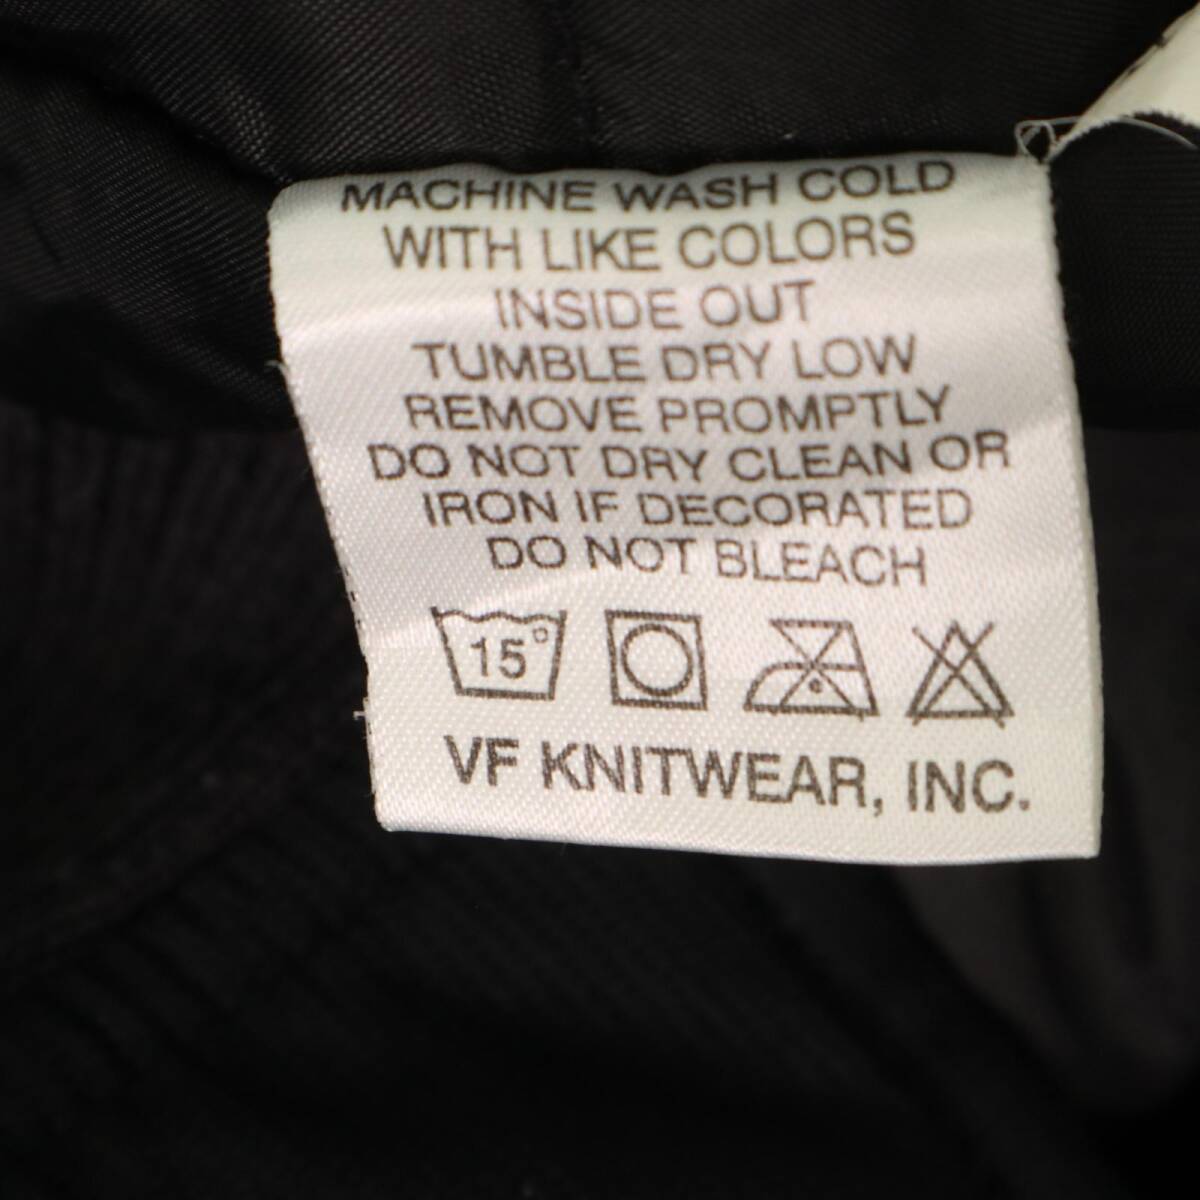 MACHINE WASH COLD
WITH LIKE COLORS
INSIDE OUT
TUMBLE DRY LOW
REMOVE PROMPTLY
DO NOT DRY CLEAN OR
IRON IF DECORATED
DO NOT BLEACH
15°
VF KNITWEAR, INC.